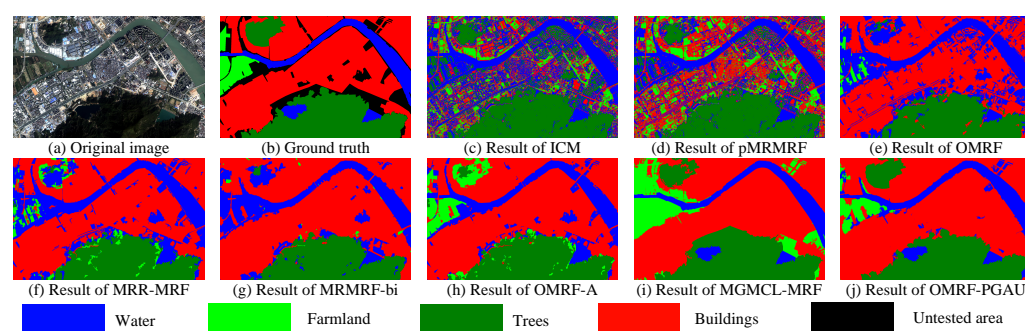 (a) Original image
(b) Ground truth
(c) Result of ICM
(d) Result of pMRMRF
(e) Result of OMRF
(f) Result of MRR-MRF
(g) Result of MRMRF-bi
(h) Result of OMRF-A
(i) Result of MGMCL-MRF
(j) Result of OMRF-PGAU
Water
Farmland
Trees
Buildings
Untested area